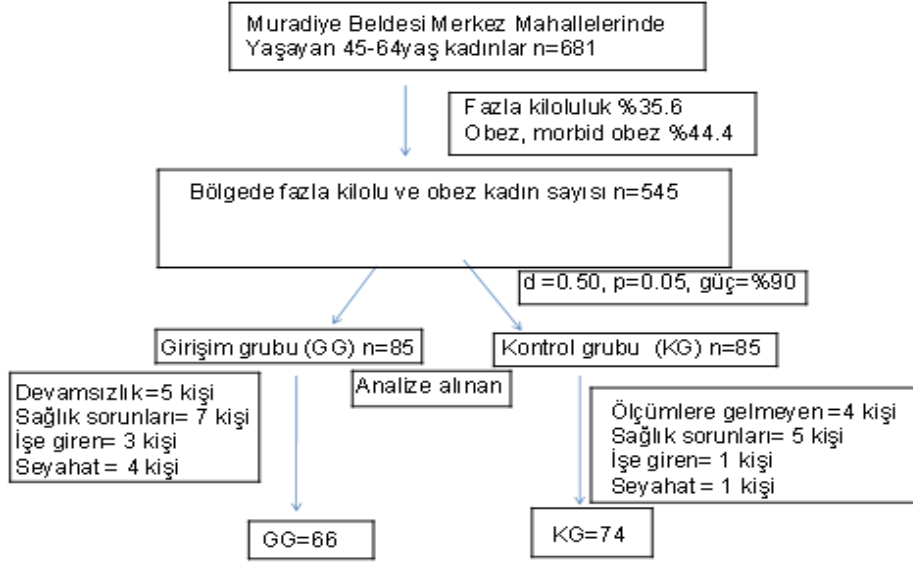 Muradiye Beldesi Merkez Mahallelerinde
Yaşayan 45-64yaş kadınlar n=681
Fazla kiloluluk %35.6
Obez, morbid obez %44.4
Bölgede fazla kilolu ve obez kadın sayısı n=545
d =0.50, p=0.05, güç=%90
Girişim grubu (GG) n=85
Kontrol grubu (KG) n=85
Analize alınan
Devamsızlık=5 kişi
Sağlık sorunları= 7 kişi
İşe giren= 3 kişi
Seyahat = 4 kişi
Ölçümlere gelmeyen =4 kişi
Sağlık sorunları= 5 kişi
İşe giren= 1 kişi
Seyahat = 1 kişi
GG=66
KG=74